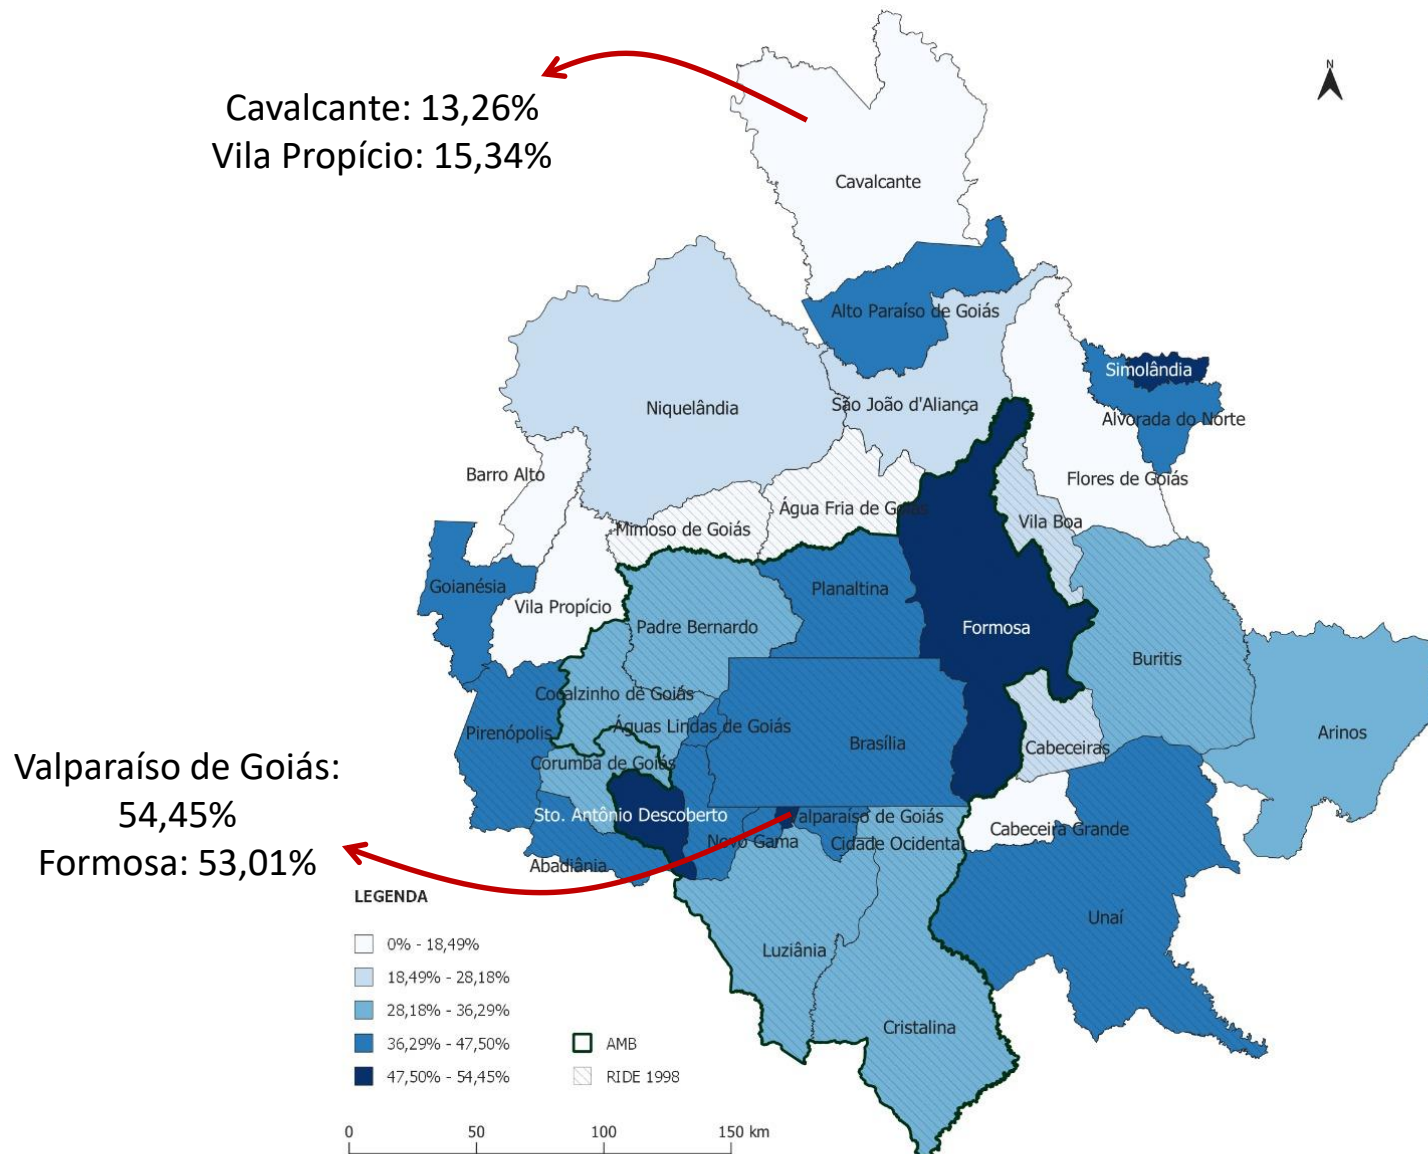 N
Cavalcante: 13,26%
Vila Propício: 15,34%
Cavalcante
Alto Paraíso de Goiás
Simolândia
Niquelândia
São João d'Aliança
Alvorada do Norte
Barro Alto
Flores de Goiás
Água Fria de Goiás
Mimoso de Goiás
Vila Boa
Goianésia
Planaltina
Vila Propício
Padre Bernardo
Formosa
Buritis
Cocalzinho de Goiás
Águas Lindas de Goiás
Pirenópolis
Brasília
Cabeceiras
Arinos
Corumbá de Goiás
Valparaíso de Goiás:
54,45%
Formosa: 53,01%
Sto. Antônio Descoberto
Valparaíso de Goiás
Novo Gama
Cidade Ocidental
Cabeceira Grande
Abadiânia
Unaí
Luziânia
Cristalina
LEGENDA
0% - 18,49%
18,49% - 28,18%
28,18% - 36,29%
36,29% - 47,50%
47,50% - 54,45%
AMB
RIDE 1998
0 50 100 150 km